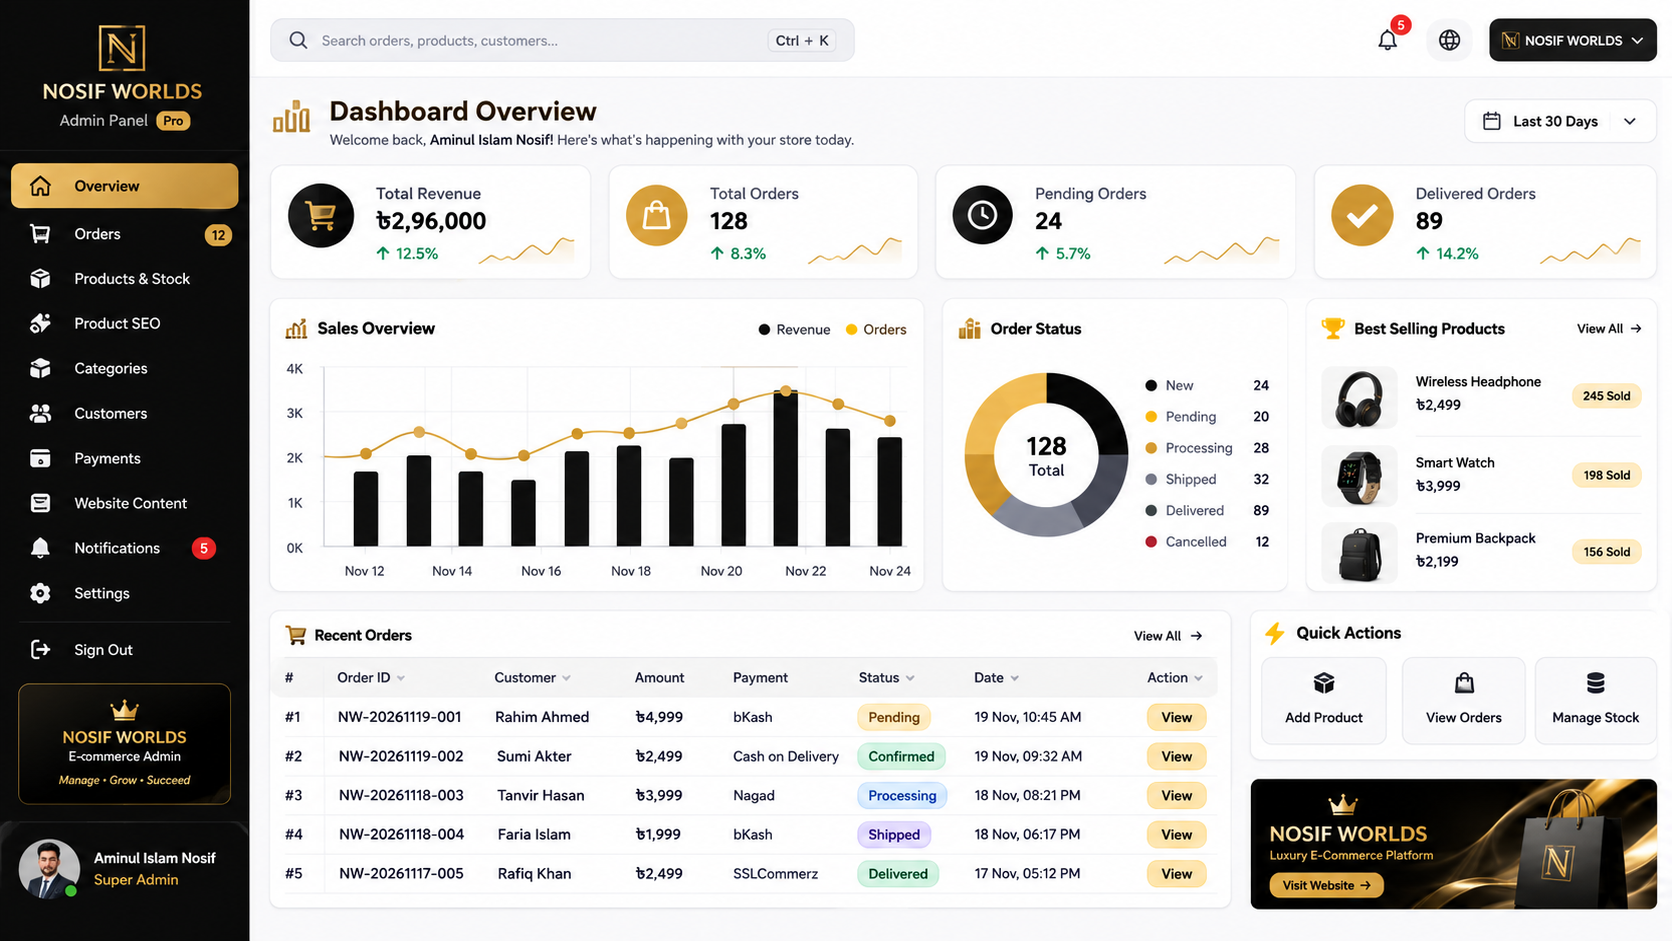 NOSIF WORLDS
Admin Panel Pro
Overview
Orders 12
Products & Stock
Product SEO
Categories
Customers
Payments
Website Content
Notifications 5
Settings
Sign Out
NOSIF WORLDS
E-commerce Admin
Manage • Grow • Succeed
Aminul Islam Nosif
Super Admin
Search orders, products, customers... Ctrl + K
5
NOSIF WORLDS
Dashboard Overview
Welcome back, Aminul Islam Nosif! Here's what's happening with your store today.
Last 30 Days
Total Revenue
৳2,96,000
↑ 12.5%
Total Orders
128
↑ 8.3%
Pending Orders
24
↑ 5.7%
Delivered Orders
89
↑ 14.2%
Sales Overview
Revenue Orders
4K
3K
2K
1K
0K
Nov 12 Nov 14 Nov 16 Nov 18 Nov 20 Nov 22 Nov 24
Order Status
128
Total
New 24
Pending 20
Processing 28
Shipped 32
Delivered 89
Cancelled 12
Best Selling Products View All →
Wireless Headphone
৳2,499
245 Sold
Smart Watch
৳3,999
198 Sold
Premium Backpack
৳2,199
156 Sold
Recent Orders View All →
# Order ID Customer Amount Payment Status Date Action
#1 NW-20261119-001 Rahim Ahmed ৳4,999 bKash Pending 19 Nov, 10:45 AM View
#2 NW-20261119-002 Sumi Akter ৳2,499 Cash on Delivery Confirmed 19 Nov, 09:32 AM View
#3 NW-20261118-003 Tanvir Hasan ৳3,999 Nagad Processing 18 Nov, 08:21 PM View
#4 NW-20261118-004 Faria Islam ৳1,999 bKash Shipped 18 Nov, 06:17 PM View
#5 NW-20261117-005 Rafiq Khan ৳2,499 SSLCommerz Delivered 17 Nov, 05:12 PM View
Quick Actions
Add Product View Orders Manage Stock
NOSIF WORLDS
Luxury E-Commerce Platform
Visit Website →
N